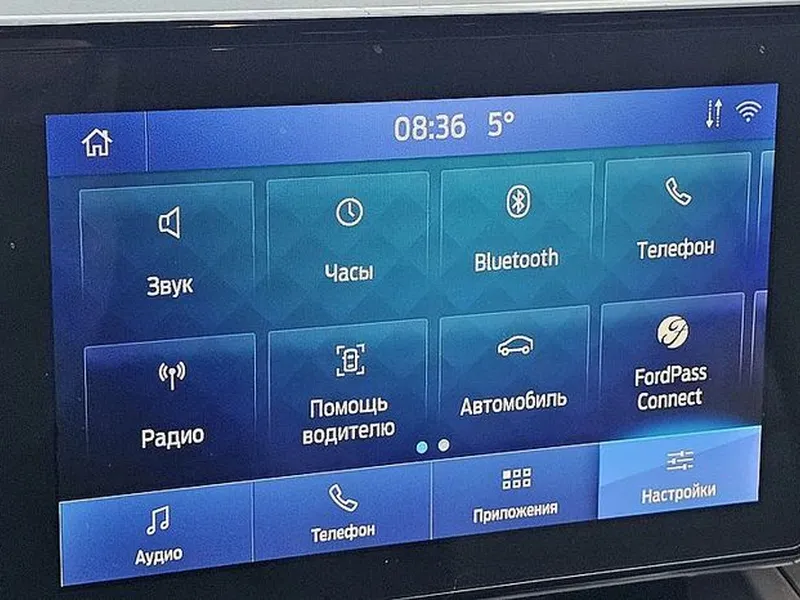 08:36 5°
Звук
Часы
Bluetooth
Телефон
Радио
Помощь
водителю
Автомобиль
FordPass
Connect
Аудио
Телефон
Приложения
Настройки